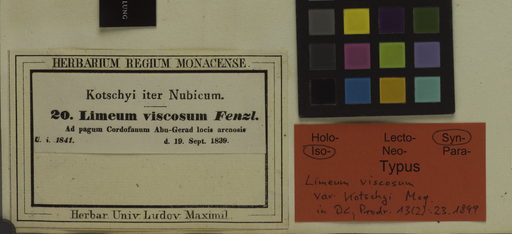 LUNG
HERBARIUM REGIUM MONACENSE.
Kotschyi iter Nubicum.
20. Limeum viscosum Fenzl.
Ad pagum Cordofanum Abu-Gerad locis arenosis
U. i. 1841. d. 19. Sept. 1839.
Herbar Univ Ludov Maximil
Holo- Lecto- Syn-
Iso- Neo- Para-
Typus
Limeum viscosum
var. Kotschyi Moq.
in DC, Prodr. 13(2): 23. 1849